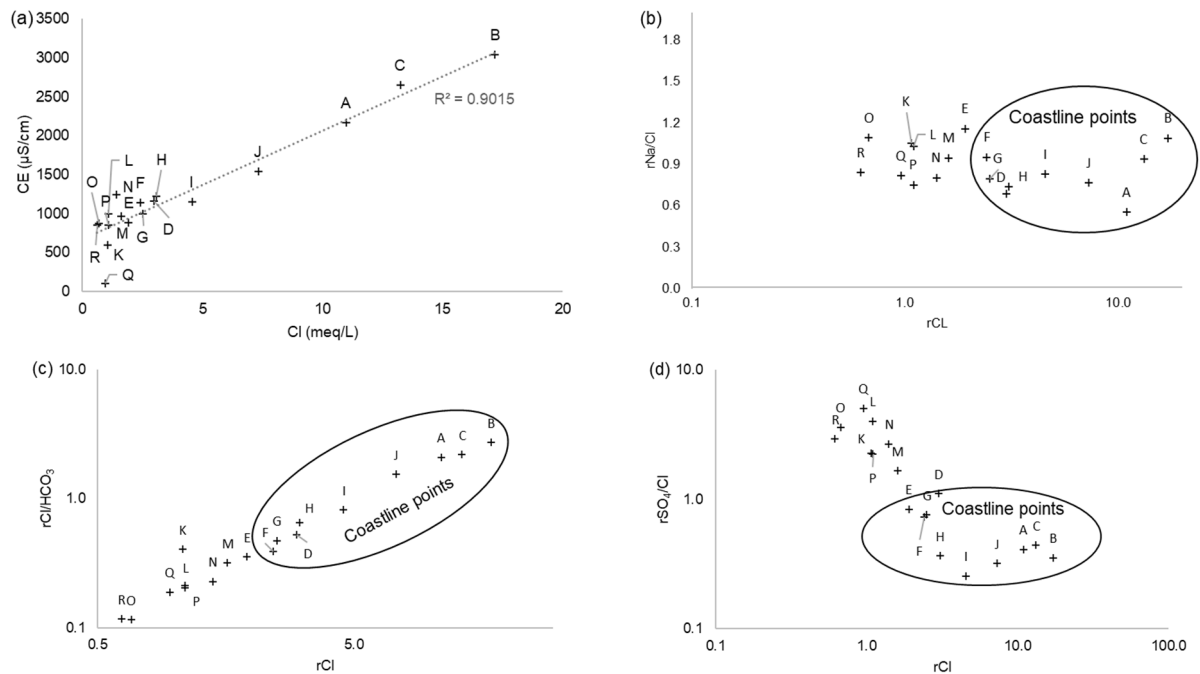 (a)
3500
3000
2500
2000
1500
1000
500
0
CE (µS/cm)
0 5 10 15 20
Cl (meq/L)
B
C
A
R² = 0.9015
J
L H
O N F I
P E
D
M G
R K
Q
(b)
1.8
1.5
1.2
0.9
0.6
0.3
0.0
rNa/Cl
0.1 1.0 10.0
rCL
Coastline points
K E B
O
L M F C
R Q P N G I J
D H
A
(c)
10.0
1.0
0.1
rCl/HCO₃
0.5 5.0
rCl
B
A C
J
Coastline points
I
K H
G
M E F
D
Q L N
R O P
(d)
10.0
1.0
0.1
rSO₄/Cl
0.1 1.0 10.0 100.0
rCl
Q
O L
R N
K M
P D
E G
Coastline points
F H I J A C B